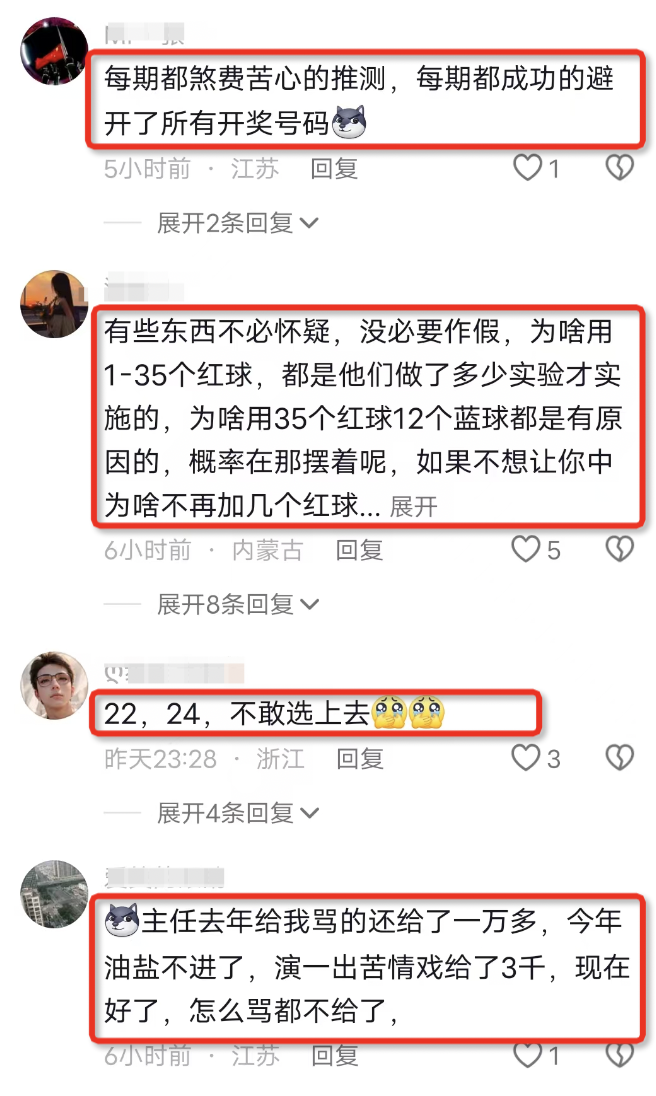 每期都煞费苦心的推测，每期都成功的避
开了所有开奖号码
5小时前 · 江苏 回复 1
展开2条回复
有些东西不必怀疑，没必要作假，为啥用
1-35个红球，都是他们做了多少实验才实
施的，为啥用35个红球12个蓝球都是有原
因的，概率在那摆着呢，如果不想让你中
为啥不再加几个红球... 展开
6小时前 · 内蒙古 回复 5
展开8条回复
22，24，不敢选上去🥹🥹
昨天23:28 · 浙江 回复 3
展开4条回复
主任去年给我骂的还给了一万多，今年
油盐不进了，演一出苦情戏给了3千，现在
好了，怎么骂都不给了，
6小时前 · 江苏 回复 1